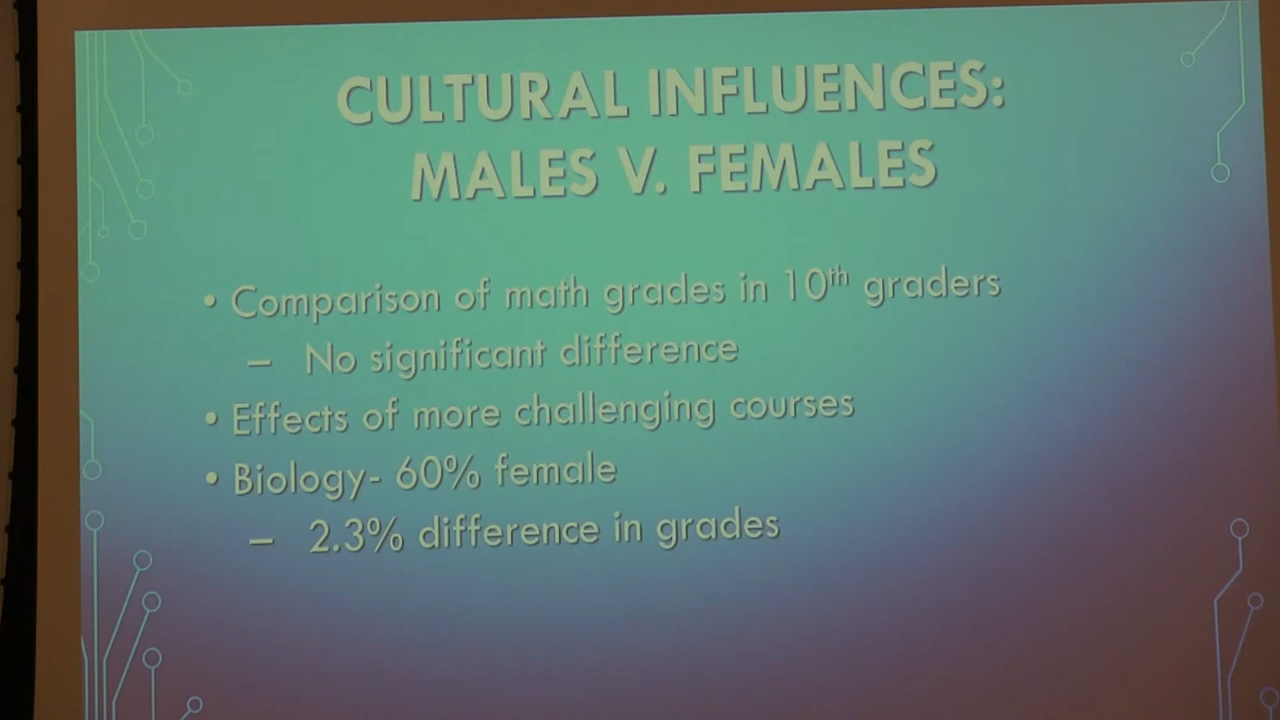 CULTURAL INFLUENCES:
MALES V. FEMALES
• Comparison of math grades in 10th graders
– No significant difference
• Effects of more challenging courses
• Biology- 60% female
– 2.3% difference in grades